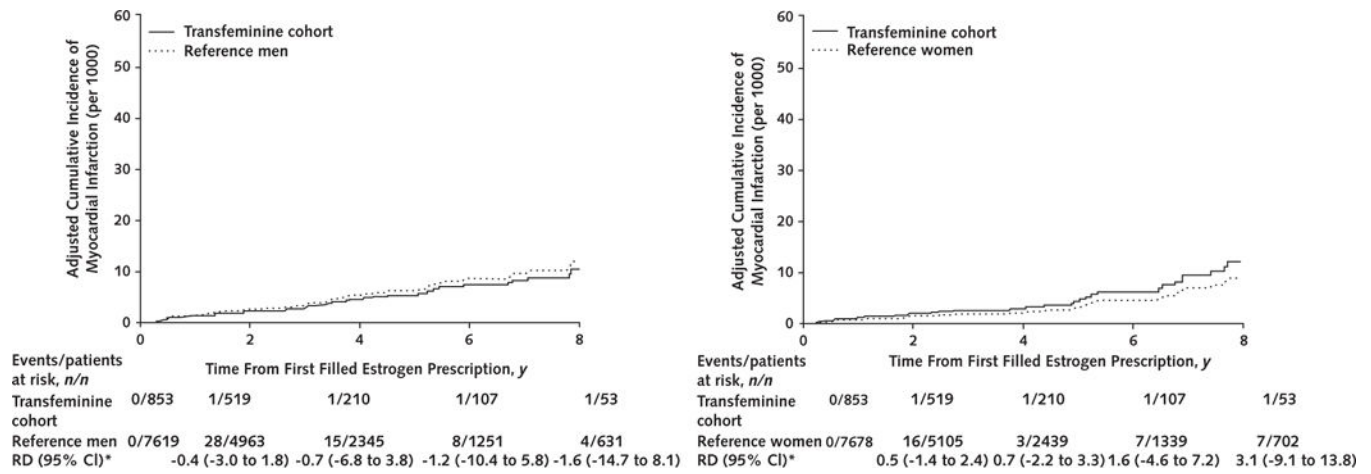 60
50
40
30
20
10
0
Adjusted Cumulative Incidence of
Myocardial Infarction (per 1000)
Transfeminine cohort
Reference men
0 2 4 6 8
Time From First Filled Estrogen Prescription, y
Events/patients
at risk, n/n
Transfeminine 0/853 1/519 1/210 1/107 1/53
cohort
Reference men 0/7619 28/4963 15/2345 8/1251 4/631
RD (95% Cl)* -0.4 (-3.0 to 1.8) -0.7 (-6.8 to 3.8) -1.2 (-10.4 to 5.8) -1.6 (-14.7 to 8.1)
60
50
40
30
20
10
0
Adjusted Cumulative Incidence of
Myocardial Infarction (per 1000)
Transfeminine cohort
Reference women
0 2 4 6 8
Time From First Filled Estrogen Prescription, y
Events/patients
at risk, n/n
Transfeminine 0/853 1/519 1/210 1/107 1/53
cohort
Reference women 0/7678 16/5105 3/2439 7/1339 7/702
RD (95% Cl)* 0.5 (-1.4 to 2.4) 0.7 (-2.2 to 3.3) 1.6 (-4.6 to 7.2) 3.1 (-9.1 to 13.8)